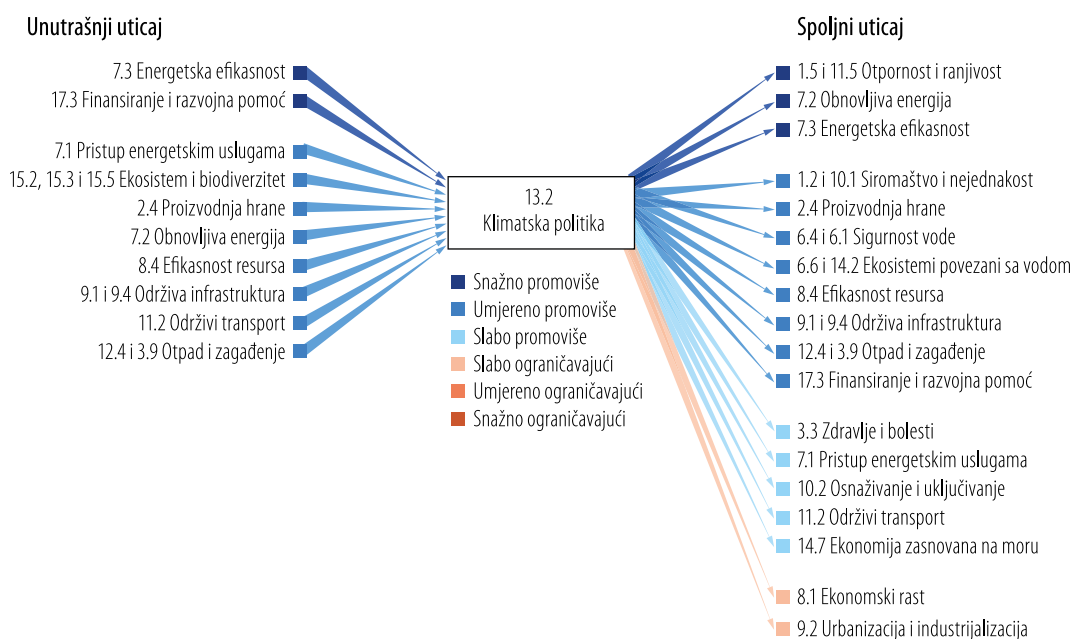 Unutrašnji uticaj
7.3 Energetska efikasnost
17.3 Finansiranje i razvojna pomoć
7.1 Pristup energetskim uslugama
15.2, 15.3 i 15.5 Ekosistem i biodiverzitet
2.4 Proizvodnja hrane
7.2 Obnovljiva energija
8.4 Efikasnost resursa
9.1 i 9.4 Održiva infrastruktura
11.2 Održivi transport
12.4 i 3.9 Otpad i zagađenje
13.2
Klimatska politika
Snažno promoviše
Umjereno promoviše
Slabo promoviše
Slabo ograničavajući
Umjereno ograničavajući
Snažno ograničavajući
Spoljni uticaj
1.5 i 11.5 Otpornost i ranjivost
7.2 Obnovljiva energija
7.3 Energetska efikasnost
1.2 i 10.1 Siromaštvo i nejednakost
2.4 Proizvodnja hrane
6.4 i 6.1 Sigurnost vode
6.6 i 14.2 Ekosistemi povezani sa vodom
8.4 Efikasnost resursa
9.1 i 9.4 Održiva infrastruktura
12.4 i 3.9 Otpad i zagađenje
17.3 Finansiranje i razvojna pomoć
3.3 Zdravlje i bolesti
7.1 Pristup energetskim uslugama
10.2 Osnaživanje i uključivanje
11.2 Održivi transport
14.7 Ekonomija zasnovana na moru
8.1 Ekonomski rast
9.2 Urbanizacija i industrijalizacija